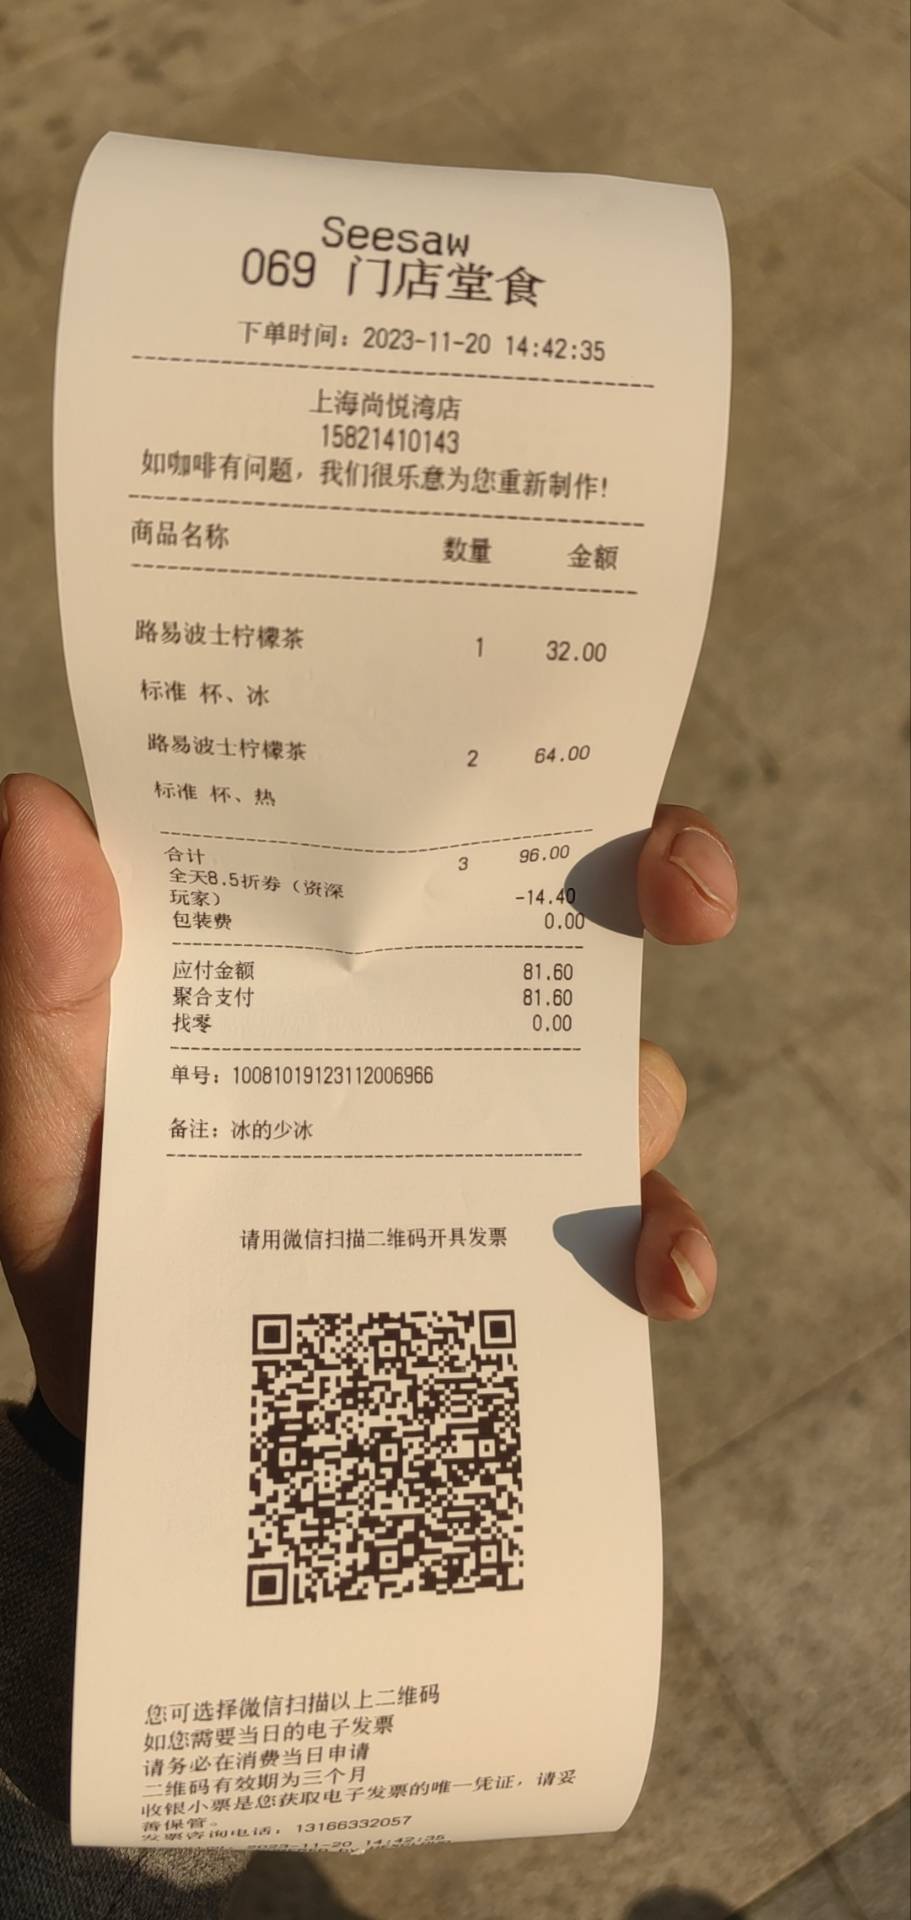 Seesaw
069 门店堂食
下单时间：2023-11-20 14:42:35
上海尚悦湾店
15821410143
如咖啡有问题，我们很乐意为您重新制作！
商品名称 数量 金额
路易波士柠檬茶 1 32.00
标准 杯、冰
路易波士柠檬茶 2 64.00
标准 杯、热
合计 3 96.00
全天8.5折券（资深
玩家） -14.40
包装费 0.00
应付金额 81.60
聚合支付 81.60
找零 0.00
单号：10081019123112006966
备注：冰的少冰
请用微信扫描二维码开具发票
您可选择微信扫描以上二维码
如您需要当日的电子发票
请务必在消费当日申请
二维码有效期为三个月
收银小票是您获取电子发票的唯一凭证，请妥
善保管。
发票咨询电话：13166332057
2023-11-20 14:42:35